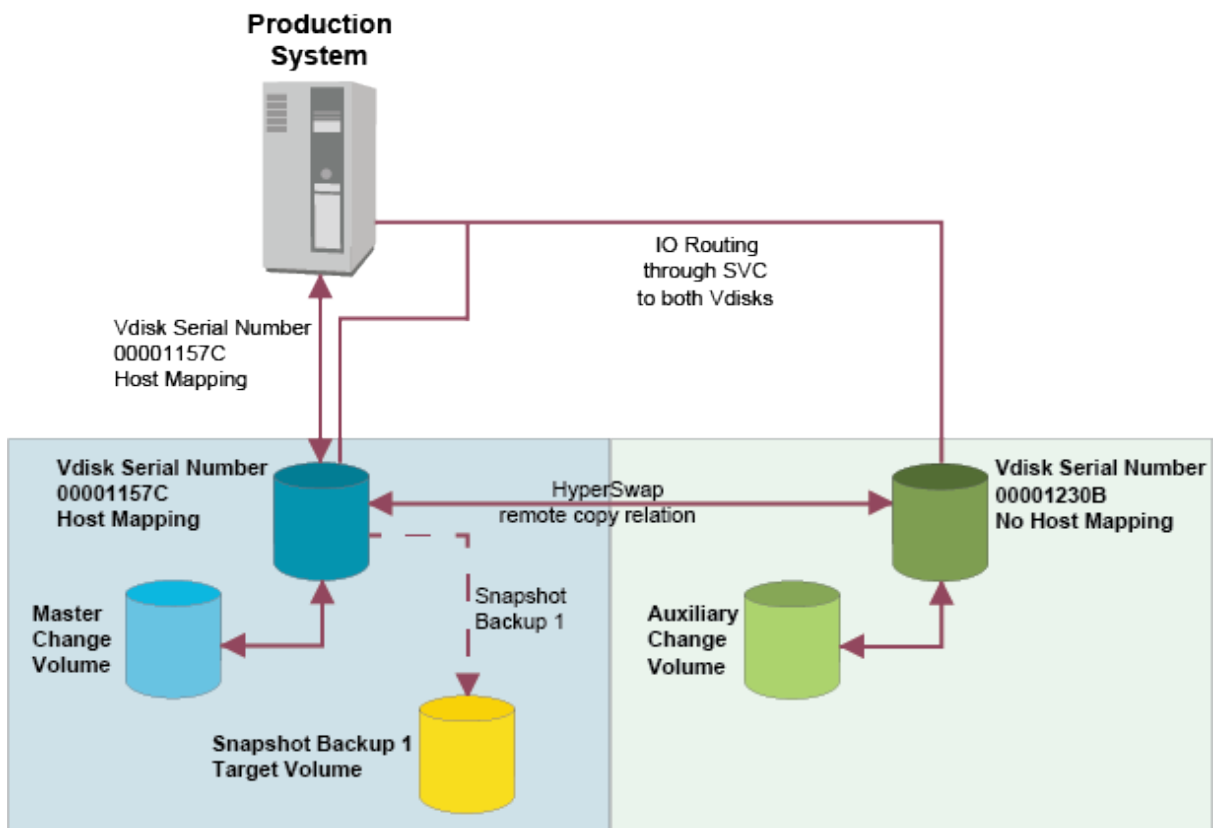 Production
System
IO Routing
through SVC
to both Vdisks
Vdisk Serial Number
00001157C
Host Mapping
Vdisk Serial Number
00001157C
Host Mapping
HyperSwap
remote copy relation
Vdisk Serial Number
00001230B
No Host Mapping
Master
Change
Volume
Snapshot
Backup 1
Auxiliary
Change
Volume
Snapshot Backup 1
Target Volume